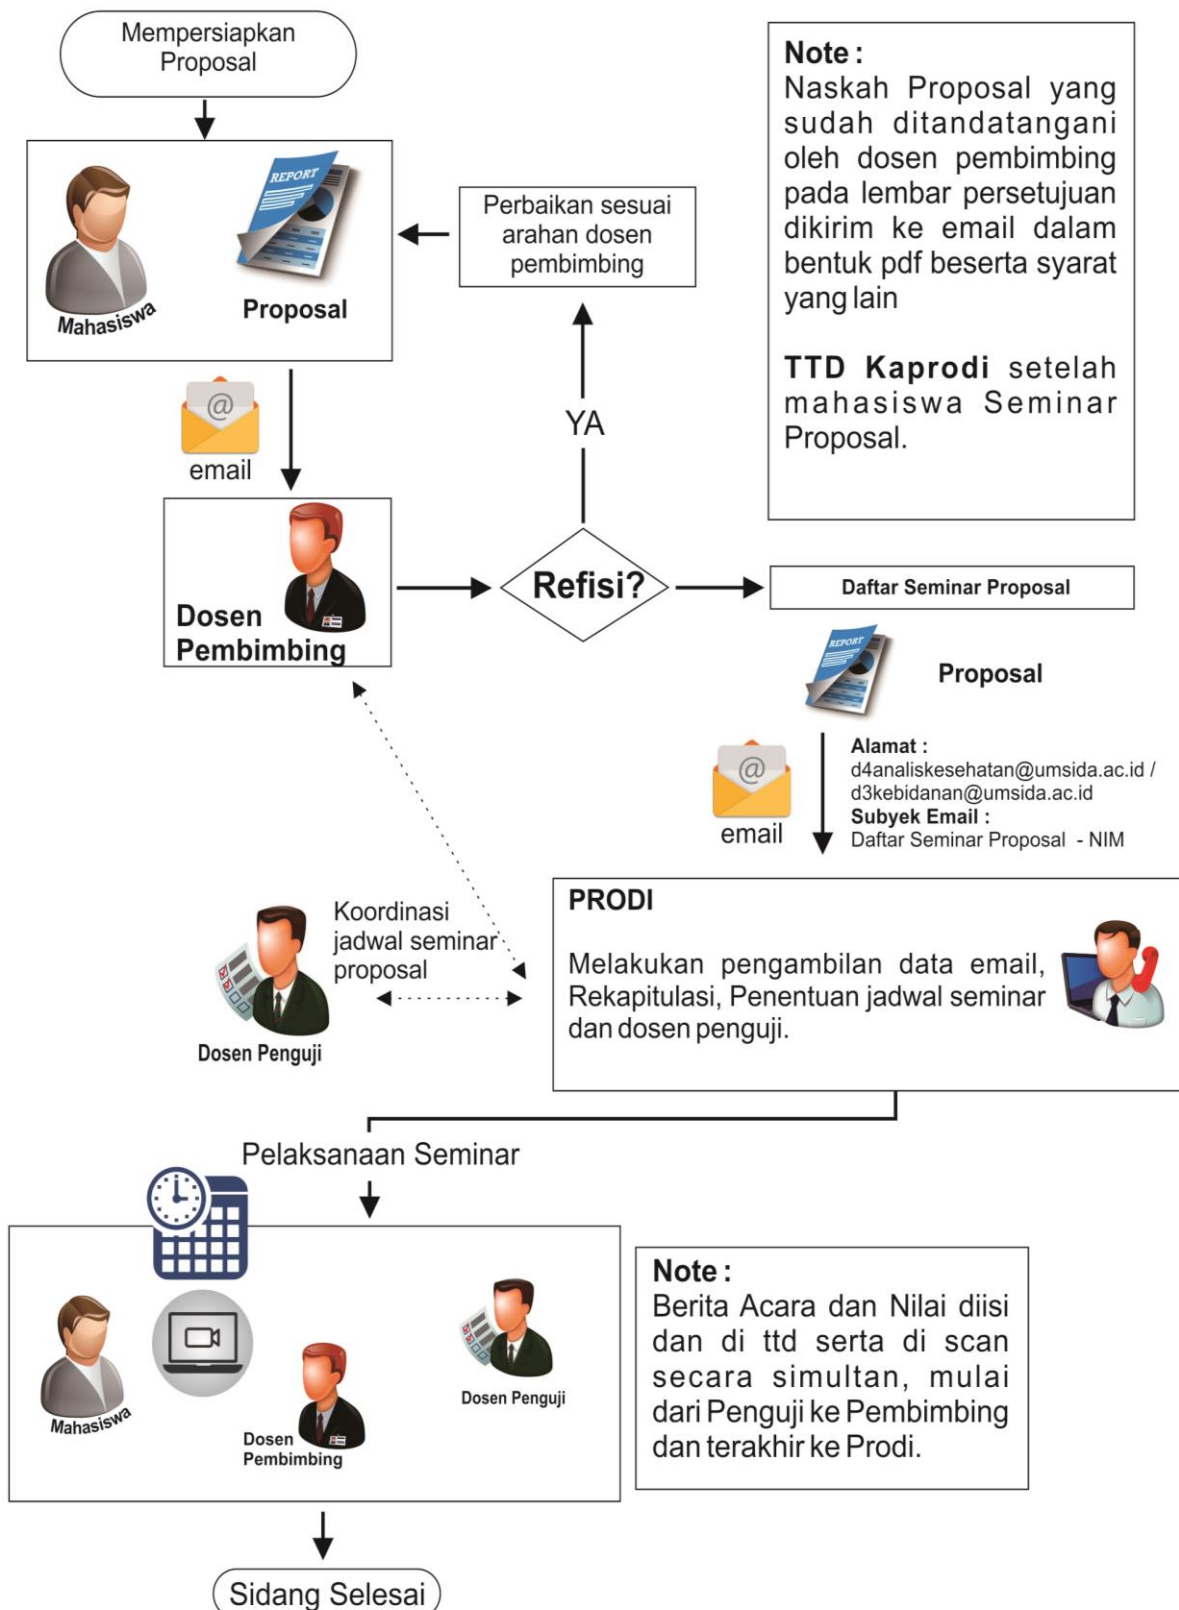 Mempersiapkan
Proposal
REPORT
Mahasiswa
Proposal
Perbaikan sesuai
arahan dosen
pembimbing
Note :
Naskah Proposal yang
sudah ditandatangani
oleh dosen pembimbing
pada lembar persetujuan
dikirim ke email dalam
bentuk pdf beserta syarat
yang lain
TTD Kaprodi setelah
mahasiswa Seminar
Proposal.
@
email
YA
Dosen
Pembimbing
Refisi?
Daftar Seminar Proposal
REPORT
Proposal
@
email
Alamat :
d4analiskesehatan@umsida.ac.id /
d3kebidanan@umsida.ac.id
Subyek Email :
Daftar Seminar Proposal - NIM
Koordinasi
jadwal seminar
proposal
Dosen Penguji
PRODI
Melakukan pengambilan data email,
Rekapitulasi, Penentuan jadwal seminar
dan dosen penguji.
Pelaksanaan Seminar
Mahasiswa
Dosen
Pembimbing
Dosen Penguji
Note :
Berita Acara dan Nilai diisi
dan di ttd serta di scan
secara simultan, mulai
dari Penguji ke Pembimbing
dan terakhir ke Prodi.
Sidang Selesai